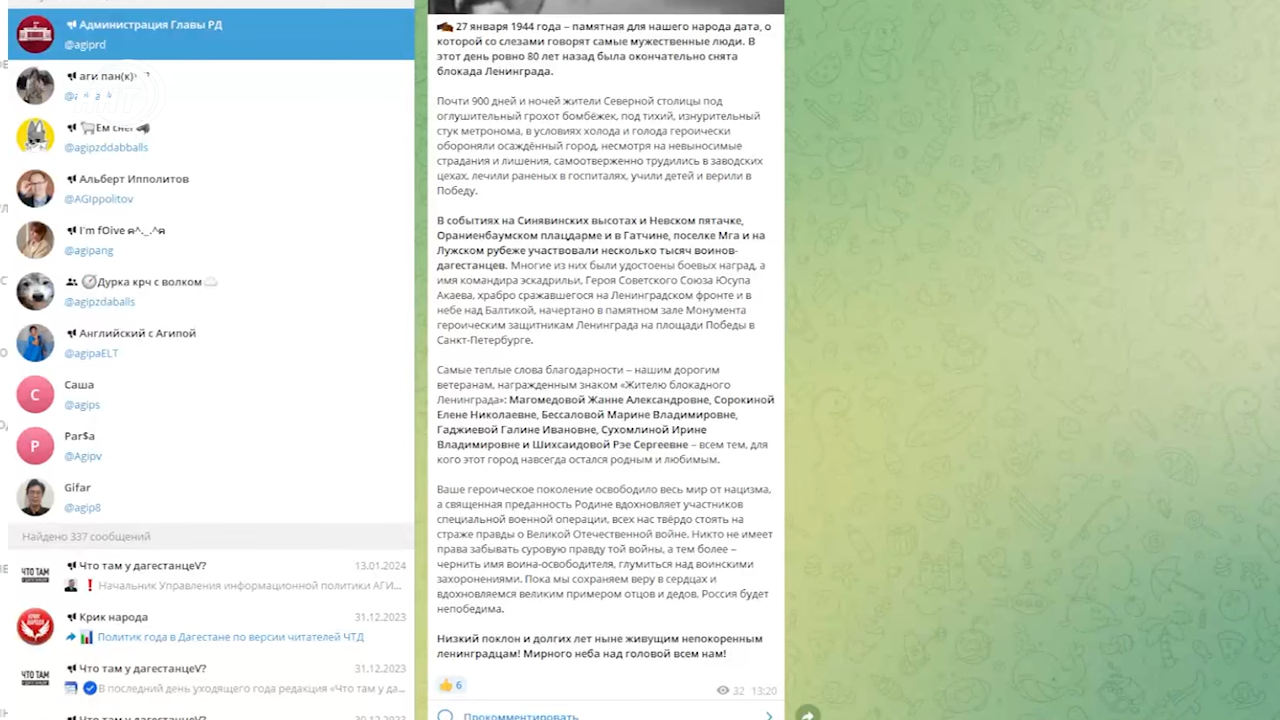 Администрация Главы РД
@agiprd
аги пан(к)
Ем снег
@agipzddabballs
Альберт Ипполитов
@AGIppolitov
I'm fOive ฅ^._.^ฅ
@agipang
Дурка крч с волком
@agipzdaballs
Английский с Агипой
@agipaELT
С
Саша
@agips
P
Par$a
@Agipv
Gifar
@agip8
Найдено 337 сообщений
ЧТО ТАМ
Что там у дагестанцеV?
13.01.2024
Начальник Управления информационной политики АГИ...
Крик народа
31.12.2023
Политик года в Дагестане по версии читателей ЧТД
ЧТО ТАМ
Что там у дагестанцеV?
31.12.2023
В последний день уходящего года редакция «Что там у да...
Что там у дагестанцеV?
30.12.2023
27 января 1944 года – памятная для нашего народа дата, о
которой со слезами говорят самые мужественные люди. В
этот день ровно 80 лет назад была окончательно снята
блокада Ленинграда.
Почти 900 дней и ночей жители Северной столицы под
оглушительный грохот бомбёжек, под тихий, изнурительный
стук метронома, в условиях холода и голода героически
обороняли осаждённый город, несмотря на невыносимые
страдания и лишения, самоотверженно трудились в заводских
цехах, лечили раненых в госпиталях, учили детей и верили в
Победу.
В событиях на Синявинских высотах и Невском пятачке,
Ораниенбаумском плацдарме и в Гатчине, поселке Мга и на
Лужском рубеже участвовали несколько тысяч воинов-
дагестанцев. Многие из них были удостоены боевых наград, а
имя командира эскадрильи, Героя Советского Союза Юсупа
Акаева, храбро сражавшегося на Ленинградском фронте и в
небе над Балтикой, начертано в памятном зале Монумента
героическим защитникам Ленинграда на площади Победы в
Санкт-Петербурге.
Самые теплые слова благодарности – нашим дорогим
ветеранам, награжденным знаком «Жителю блокадного
Ленинграда»: Магомедовой Жанне Александровне, Сорокиной
Елене Николаевне, Бессаловой Марине Владимировне,
Гаджиевой Галине Ивановне, Сухомлиной Ирине
Владимировне и Шихсаидовой Рэе Сергеевне – всем тем, для
кого этот город навсегда остался родным и любимым.
Ваше героическое поколение освободило весь мир от нацизма,
а священная преданность Родине вдохновляет участников
специальной военной операции, всех нас твёрдо стоять на
страже правды о Великой Отечественной войне. Никто не имеет
права забывать суровую правду той войны, а тем более –
чернить имя воина-освободителя, глумиться над воинскими
захоронениями. Пока мы сохраняем веру в сердцах и
вдохновляемся великим примером отцов и дедов, Россия будет
непобедима.
Низкий поклон и долгих лет ныне живущим непокоренным
ленинградцам! Мирного неба над головой всем нам!
6
32 13:20
Прокомментировать